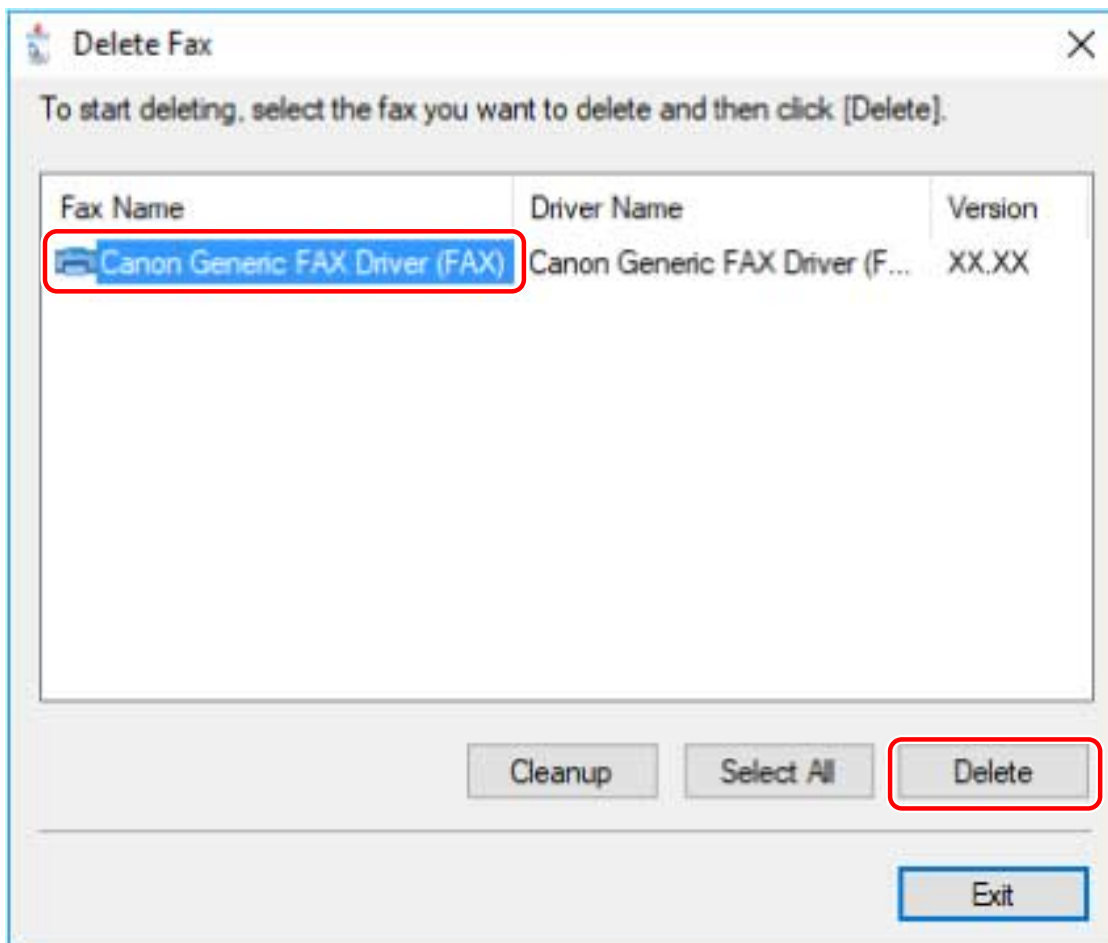 Delete Fax
To start deleting, select the fax you want to delete and then click [Delete].
Fax Name Driver Name Version
Canon Generic FAX Driver (FAX) Canon Generic FAX Driver (F... XX.XX
Cleanup Select All Delete
Exit